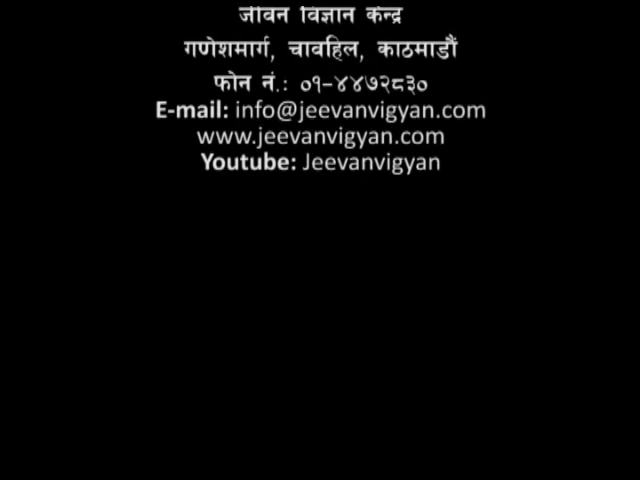 जीवन विज्ञान केन्द्र
गणेशमार्ग, चावहिल, काठमाडौं
फोन नं.: ०१-४४७२८३०
E-mail: info@jeevanvigyan.com
www.jeevanvigyan.com
Youtube: Jeevanvigyan